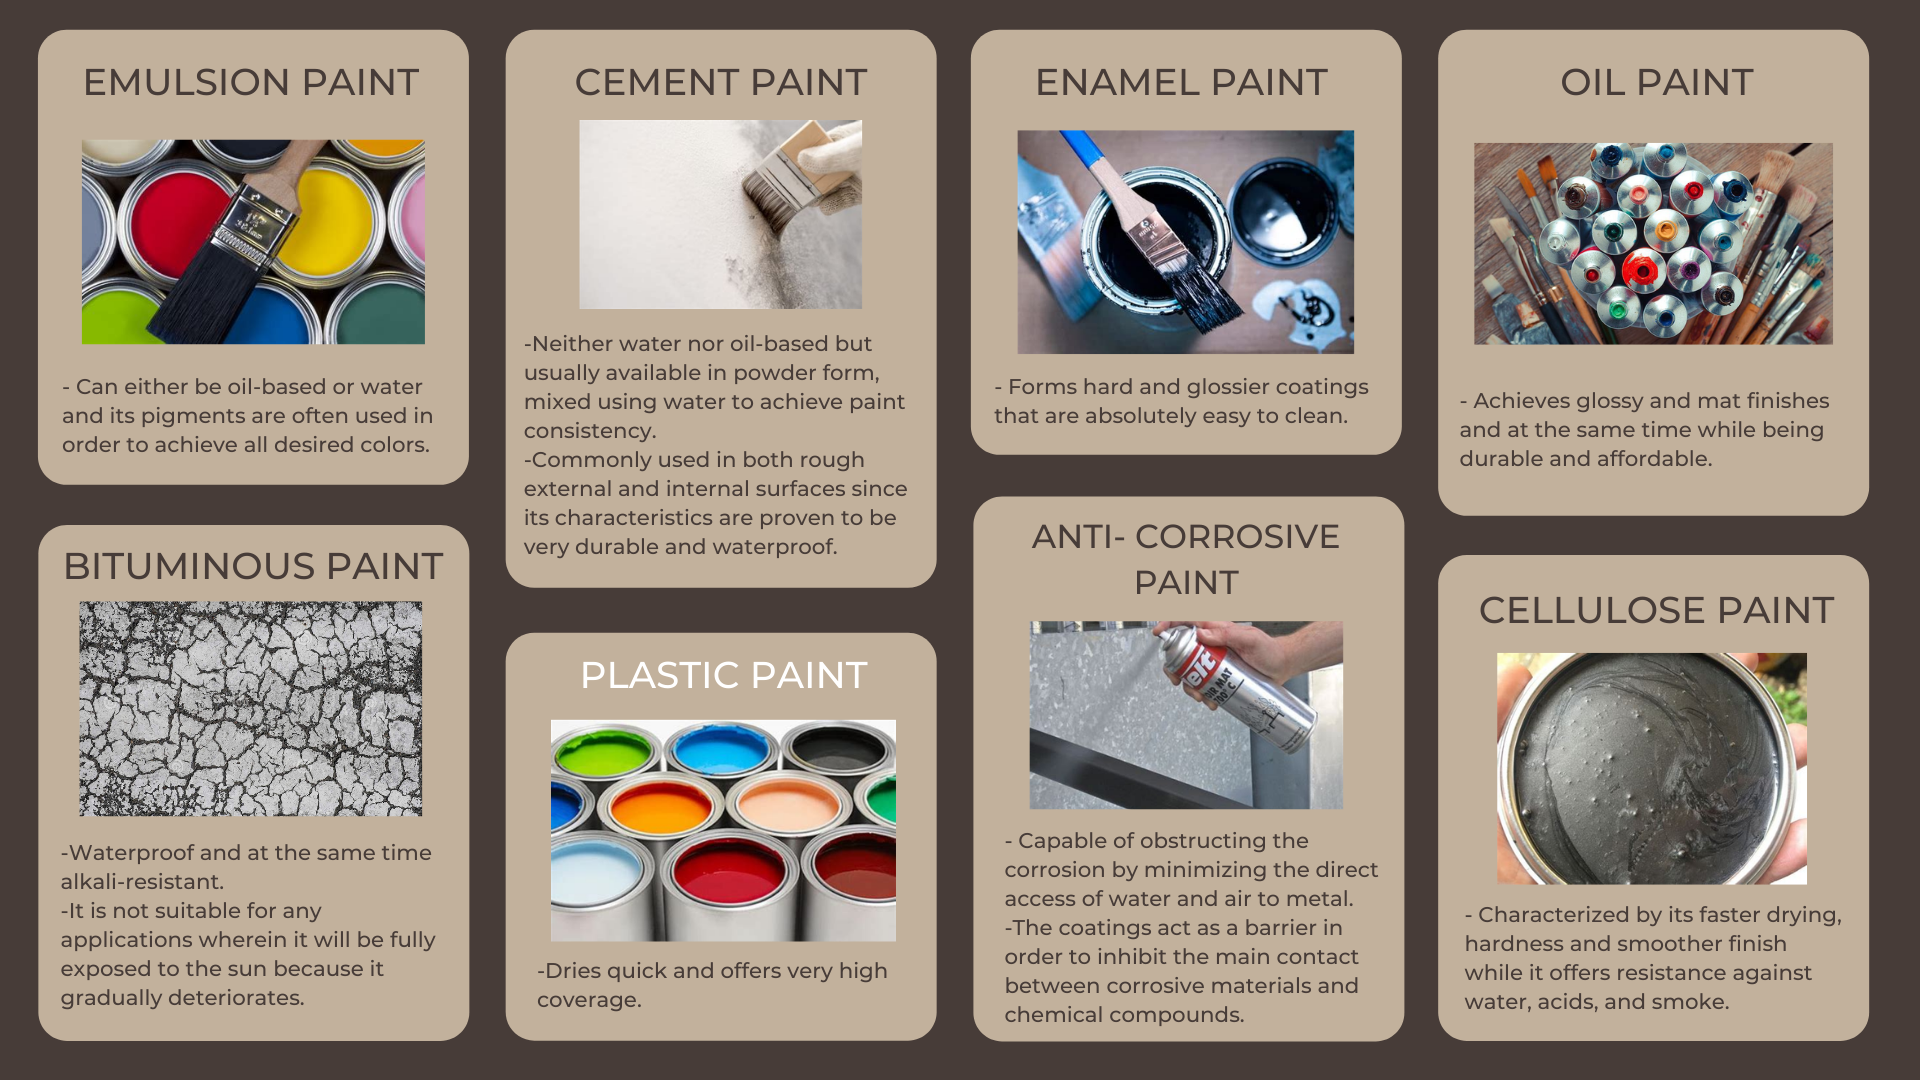 EMULSION PAINT
- Can either be oil-based or water
and its pigments are often used in
order to achieve all desired colors.
CEMENT PAINT
-Neither water nor oil-based but
usually available in powder form,
mixed using water to achieve paint
consistency.
-Commonly used in both rough
external and internal surfaces since
its characteristics are proven to be
very durable and waterproof.
ENAMEL PAINT
- Forms hard and glossier coatings
that are absolutely easy to clean.
OIL PAINT
- Achieves glossy and mat finishes
and at the same time while being
durable and affordable.
BITUMINOUS PAINT
-Waterproof and at the same time
alkali-resistant.
-It is not suitable for any
applications wherein it will be fully
exposed to the sun because it
gradually deteriorates.
PLASTIC PAINT
-Dries quick and offers very high
coverage.
ANTI- CORROSIVE
PAINT
elt
MAT
- Capable of obstructing the
corrosion by minimizing the direct
access of water and air to metal.
-The coatings act as a barrier in
order to inhibit the main contact
between corrosive materials and
chemical compounds.
CELLULOSE PAINT
- Characterized by its faster drying,
hardness and smoother finish
while it offers resistance against
water, acids, and smoke.